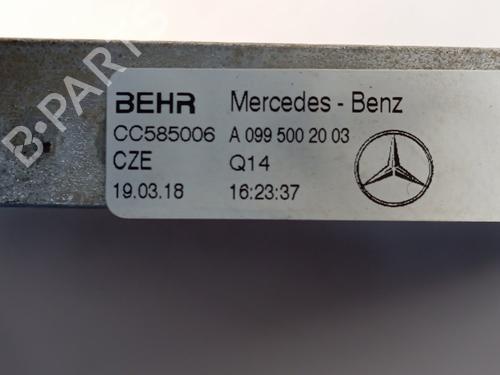 B-PARTS
BEHR Mercedes - Benz
CC585006 A 099 500 20 03
CZE Q14
19.03.18 16:23:37